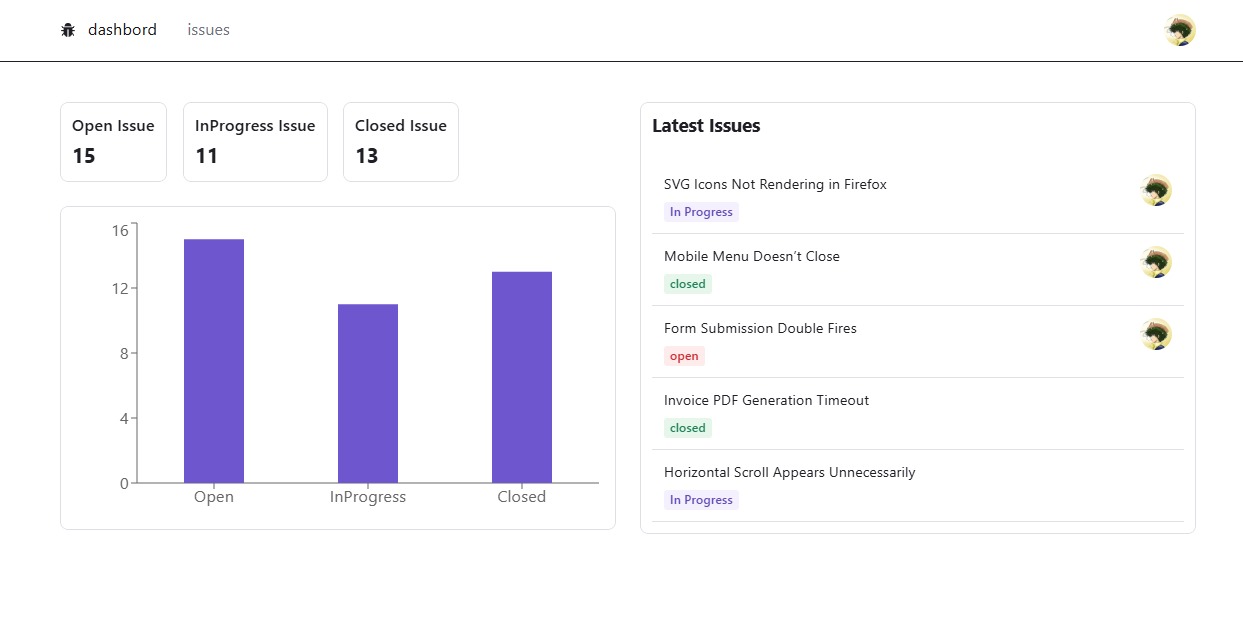 dashbord issues
Open Issue
15
InProgress Issue
11
Closed Issue
13
16
12
8
4
0
Open InProgress Closed
Latest Issues
SVG Icons Not Rendering in Firefox
In Progress
Mobile Menu Doesn’t Close
closed
Form Submission Double Fires
open
Invoice PDF Generation Timeout
closed
Horizontal Scroll Appears Unnecessarily
In Progress